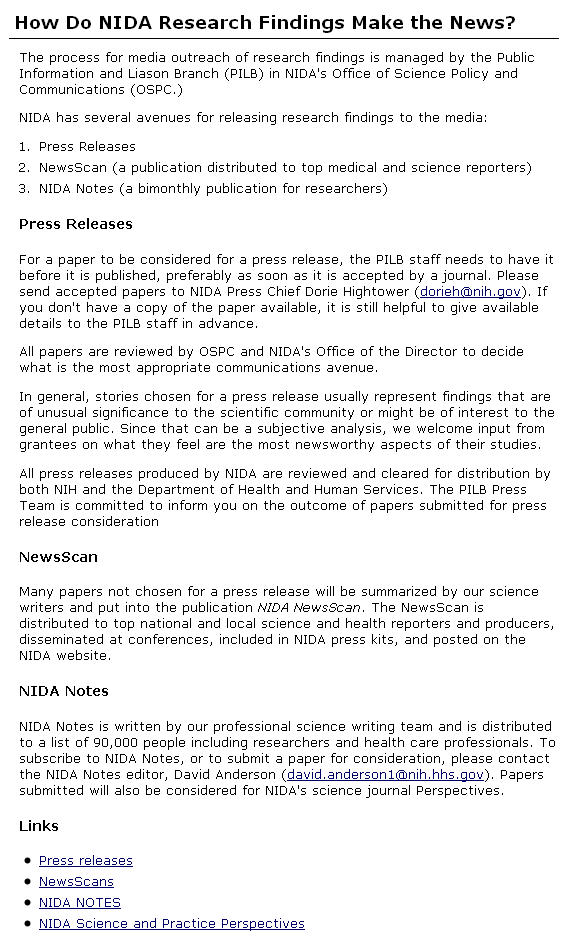 How Do NIDA Research Findings Make the News?
The process for media outreach of research findings is managed by the Public
Information and Liason Branch (PILB) in NIDA's Office of Science Policy and
Communications (OSPC.)
NIDA has several avenues for releasing research findings to the media:
1. Press Releases
2. NewsScan (a publication distributed to top medical and science reporters)
3. NIDA Notes (a bimonthly publication for researchers)
Press Releases
For a paper to be considered for a press release, the PILB staff needs to have it
before it is published, preferably as soon as it is accepted by a journal. Please
send accepted papers to NIDA Press Chief Dorie Hightower (dorieh@nih.gov). If
you don't have a copy of the paper available, it is still helpful to give available
details to the PILB staff in advance.
All papers are reviewed by OSPC and NIDA's Office of the Director to decide
what is the most appropriate communications avenue.
In general, stories chosen for a press release usually represent findings that are
of unusual significance to the scientific community or might be of interest to the
general public. Since that can be a subjective analysis, we welcome input from
grantees on what they feel are the most newsworthy aspects of their studies.
All press releases produced by NIDA are reviewed and cleared for distribution by
both NIH and the Department of Health and Human Services. The PILB Press
Team is committed to inform you on the outcome of papers submitted for press
release consideration
NewsScan
Many papers not chosen for a press release will be summarized by our science
writers and put into the publication NIDA NewsScan. The NewsScan is
distributed to top national and local science and health reporters and producers,
disseminated at conferences, included in NIDA press kits, and posted on the
NIDA website.
NIDA Notes
NIDA Notes is written by our professional science writing team and is distributed
to a list of 90,000 people including researchers and health care professionals. To
subscribe to NIDA Notes, or to submit a paper for consideration, please contact
the NIDA Notes editor, David Anderson (david.anderson1@nih.hhs.gov). Papers
submitted will also be considered for NIDA's science journal Perspectives.
Links
• Press releases
• NewsScans
• NIDA NOTES
• NIDA Science and Practice Perspectives